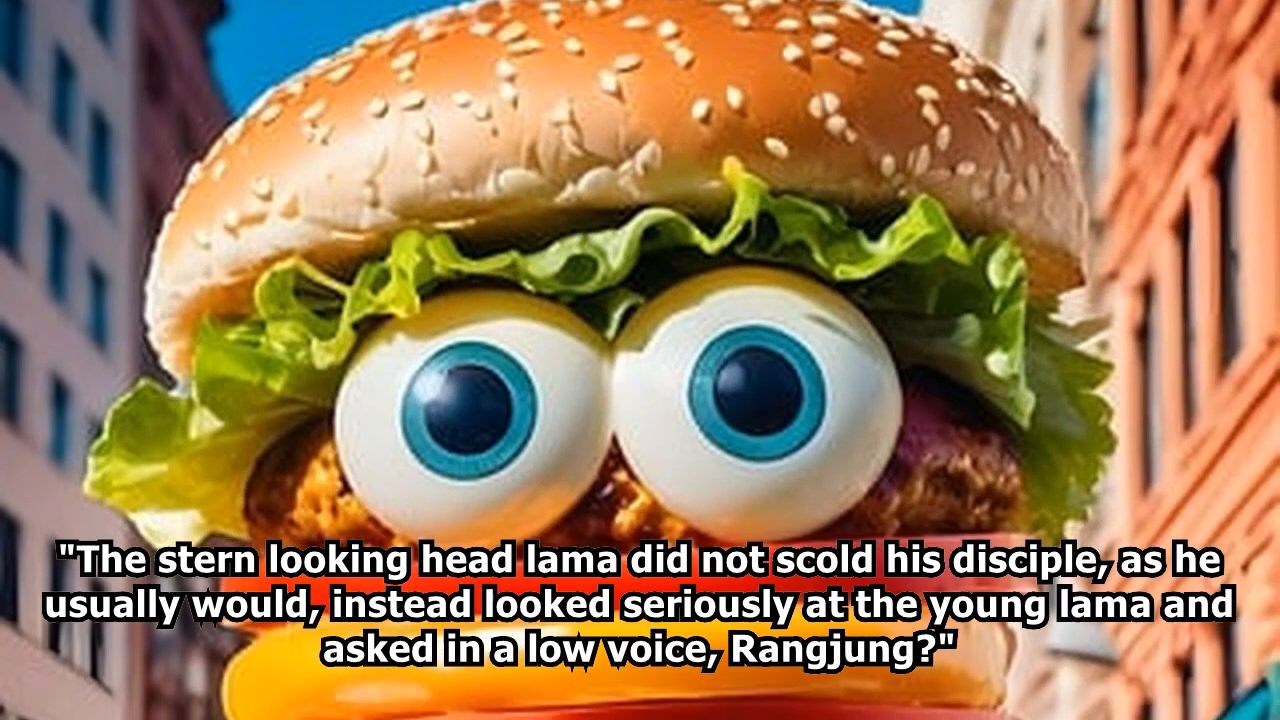 "The stern looking head lama did not scold his disciple, as he
usually would, instead looked seriously at the young lama and
asked in a low voice, Rangjung?"